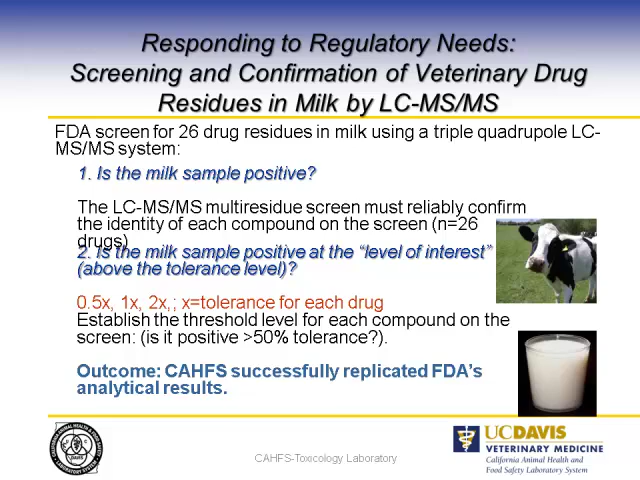 Responding to Regulatory Needs:
Screening and Confirmation of Veterinary Drug
Residues in Milk by LC-MS/MS
FDA screen for 26 drug residues in milk using a triple quadrupole LC-
MS/MS system:
1. Is the milk sample positive?
The LC-MS/MS multiresidue screen must reliably confirm
the identity of each compound on the screen (n=26
drugs)
2. Is the milk sample positive at the “level of interest”
(above the tolerance level)?
0.5x, 1x, 2x,; x=tolerance for each drug
Establish the threshold level for each compound on the
screen: (is it positive >50% tolerance?).
Outcome: CAHFS successfully replicated FDA’s
analytical results.
CAHFS-Toxicology Laboratory
UCDAVIS
VETERINARY MEDICINE
California Animal Health and
Food Safety Laboratory System